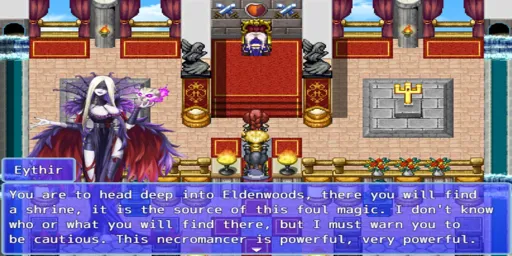 Eythir
You are to head deep into Eldenwoods, there you will find
a shrine, it is the source of this foul magic. I don't know
who or what you will find there, but I must warn you to
be cautious. This necromancer is powerful, very powerful.